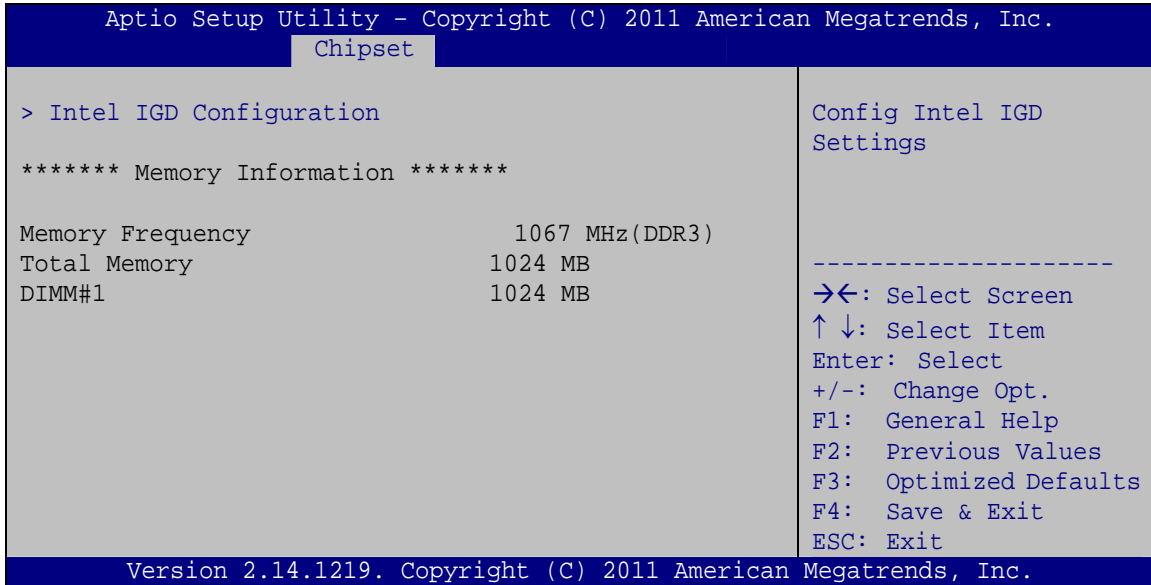 Aptio Setup Utility – Copyright (C) 2011 American Megatrends, Inc.
Chipset
> Intel IGD Configuration
******* Memory Information *******
Memory Frequency 1067 MHz(DDR3)
Total Memory 1024 MB
DIMM#1 1024 MB
Config Intel IGD
Settings
---------------------
→←: Select Screen
↑ ↓: Select Item
Enter: Select
+/-: Change Opt.
F1: General Help
F2: Previous Values
F3: Optimized Defaults
F4: Save & Exit
ESC: Exit
Version 2.14.1219. Copyright (C) 2011 American Megatrends, Inc.